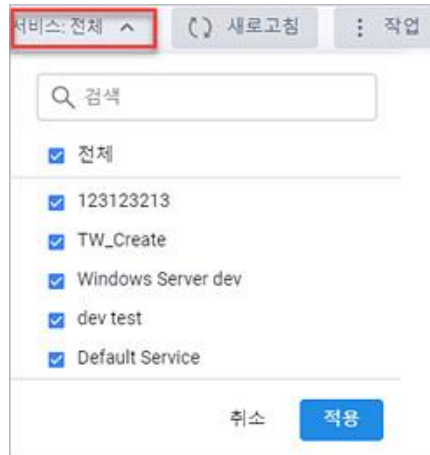 서비스: 전체 새로고침 작업
검색
전체
123123213
TW_Create
Windows Server dev
dev test
Default Service
취소 적용